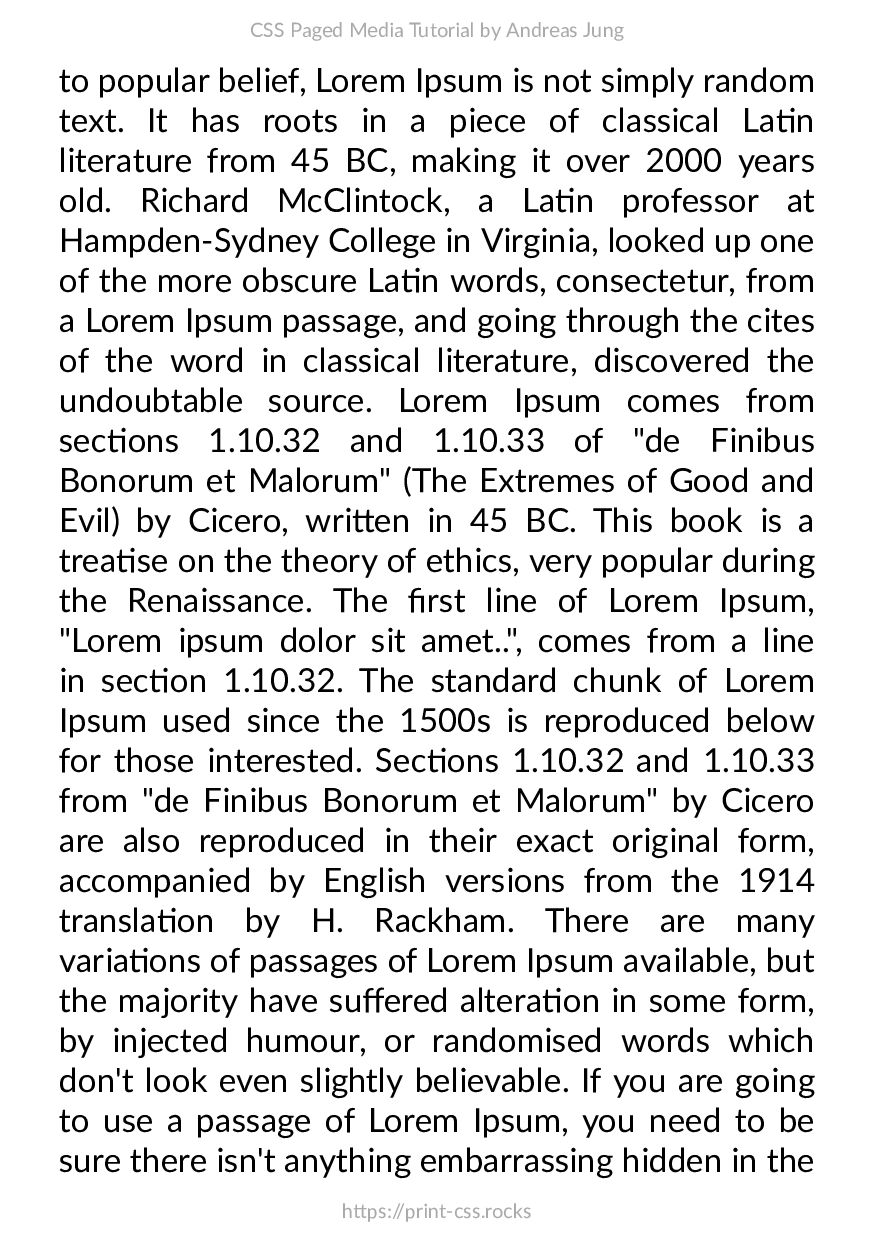 CSS Paged Media Tutorial by Andreas Jung
to popular belief, Lorem Ipsum is not simply random
text. It has roots in a piece of classical Latin
literature from 45 BC, making it over 2000 years
old. Richard McClintock, a Latin professor at
Hampden-Sydney College in Virginia, looked up one
of the more obscure Latin words, consectetur, from
a Lorem Ipsum passage, and going through the cites
of the word in classical literature, discovered the
undoubtable source. Lorem Ipsum comes from
sections 1.10.32 and 1.10.33 of "de Finibus
Bonorum et Malorum" (The Extremes of Good and
Evil) by Cicero, written in 45 BC. This book is a
treatise on the theory of ethics, very popular during
the Renaissance. The first line of Lorem Ipsum,
"Lorem ipsum dolor sit amet..", comes from a line
in section 1.10.32. The standard chunk of Lorem
Ipsum used since the 1500s is reproduced below
for those interested. Sections 1.10.32 and 1.10.33
from "de Finibus Bonorum et Malorum" by Cicero
are also reproduced in their exact original form,
accompanied by English versions from the 1914
translation by H. Rackham. There are many
variations of passages of Lorem Ipsum available, but
the majority have suffered alteration in some form,
by injected humour, or randomised words which
don't look even slightly believable. If you are going
to use a passage of Lorem Ipsum, you need to be
sure there isn't anything embarrassing hidden in the
https://print-css.rocks